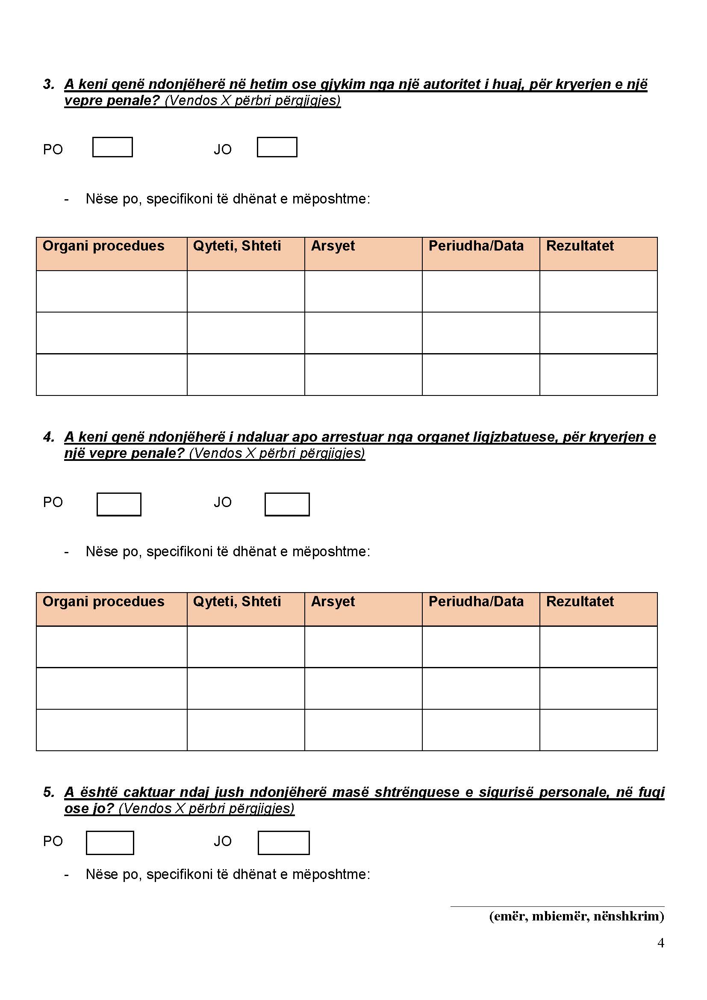 3. A keni qenë ndonjëherë në hetim ose gjykim nga një autoritet i huaj, për kryerjen e një
vepre penale? (Vendos X përbri përgjigjes)
PO JO
- Nëse po, specifikoni të dhënat e mëposhtme:
Organi procedues Qyteti, Shteti Arsyet Periudha/Data Rezultatet
4. A keni qenë ndonjëherë i ndaluar apo arrestuar nga organet ligjzbatuese, për kryerjen e
një vepre penale? (Vendos X përbri përgjigjes)
PO JO
- Nëse po, specifikoni të dhënat e mëposhtme:
Organi procedues Qyteti, Shteti Arsyet Periudha/Data Rezultatet
5. A është caktuar ndaj jush ndonjëherë masë shtrënguese e sigurisë personale, në fuqi
ose jo? (Vendos X përbri përgjigjes)
PO JO
- Nëse po, specifikoni të dhënat e mëposhtme:
(emër, mbiemër, nënshkrim)
4